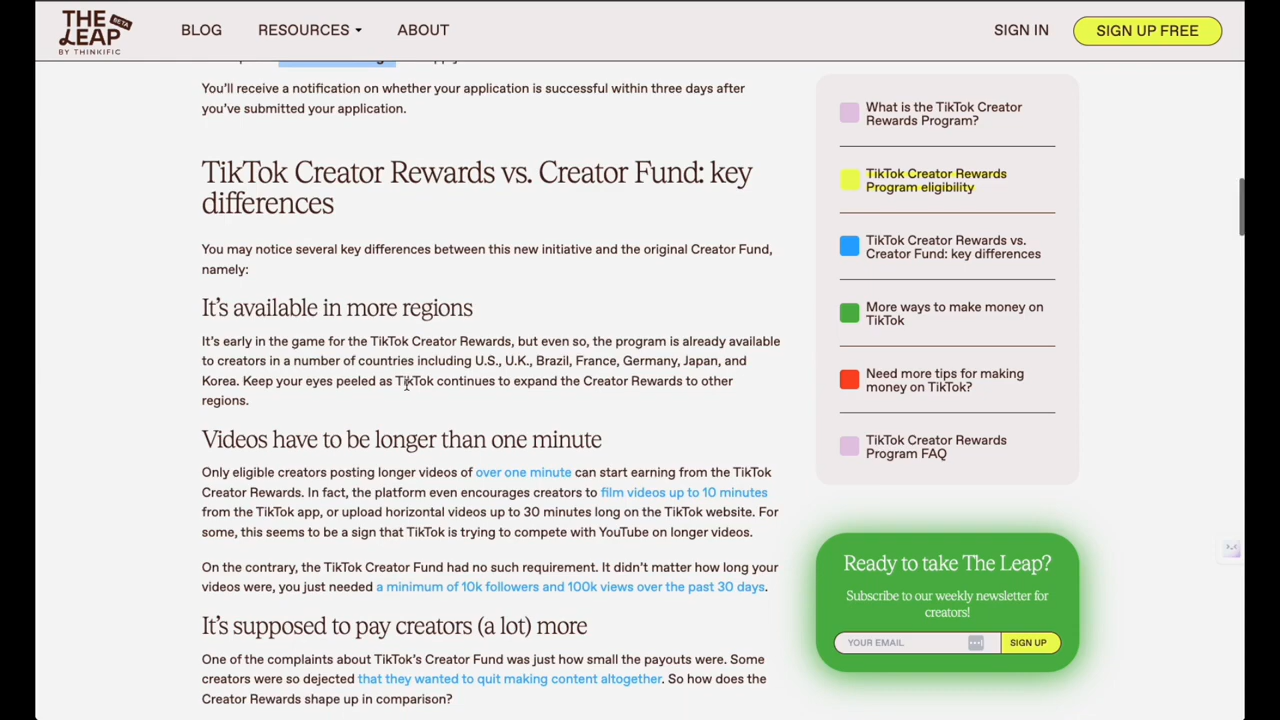 THE LEAP BETA
BY THINKIFIC
BLOG
RESOURCES
ABOUT
SIGN IN
SIGN UP FREE
You'll receive a notification on whether your application is successful within three days after
you've submitted your application.
TikTok Creator Rewards vs. Creator Fund: key
differences
You may notice several key differences between this new initiative and the original Creator Fund,
namely:
It's available in more regions
It's early in the game for the TikTok Creator Rewards, but even so, the program is already available
to creators in a number of countries including U.S., U.K., Brazil, France, Germany, Japan, and
Korea. Keep your eyes peeled as TikTok continues to expand the Creator Rewards to other
regions.
Videos have to be longer than one minute
Only eligible creators posting longer videos of over one minute can start earning from the TikTok
Creator Rewards. In fact, the platform even encourages creators to film videos up to 10 minutes
from the TikTok app, or upload horizontal videos up to 30 minutes long on the TikTok website. For
some, this seems to be a sign that TikTok is trying to compete with YouTube on longer videos.
On the contrary, the TikTok Creator Fund had no such requirement. It didn't matter how long your
videos were, you just needed a minimum of 10k followers and 100k views over the past 30 days.
It's supposed to pay creators (a lot) more
One of the complaints about TikTok's Creator Fund was just how small the payouts were. Some
creators were so dejected that they wanted to quit making content altogether. So how does the
Creator Rewards shape up in comparison?
What is the TikTok Creator
Rewards Program?
TikTok Creator Rewards
Program eligibility
TikTok Creator Rewards vs.
Creator Fund: key differences
More ways to make money on
TikTok
Need more tips for making
money on TikTok?
TikTok Creator Rewards
Program FAQ
Ready to take The Leap?
Subscribe to our weekly newsletter for
creators!
YOUR EMAIL
SIGN UP